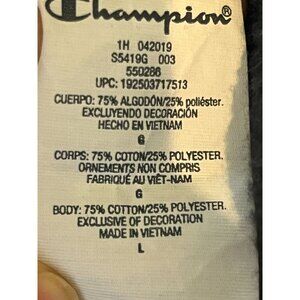 Champion®
1H 042019
S5419G 003
550286
UPC: 192503717513
CUERPO: 75% ALGODÓN/25% poliéster.
EXCLUYENDO DECORACIÓN
HECHO EN VIETNAM
G
CORPS: 75% COTON/25% POLYESTER.
ORNEMENTS NON COMPRIS
FABRIQUÉ AU VIÊT-NAM
G
BODY: 75% COTTON/25% POLYESTER
EXCLUSIVE OF DECORATION
MADE IN VIETNAM
L